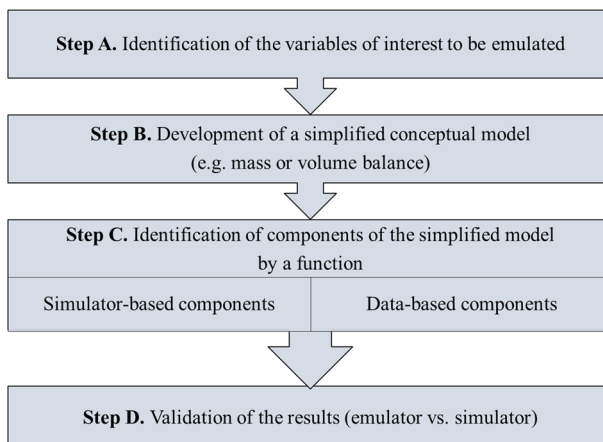 Step A. Identification of the variables of interest to be emulated
Step B. Development of a simplified conceptual model
(e.g. mass or volume balance)
Step C. Identification of components of the simplified model
by a function
Simulator-based components
Data-based components
Step D. Validation of the results (emulator vs. simulator)